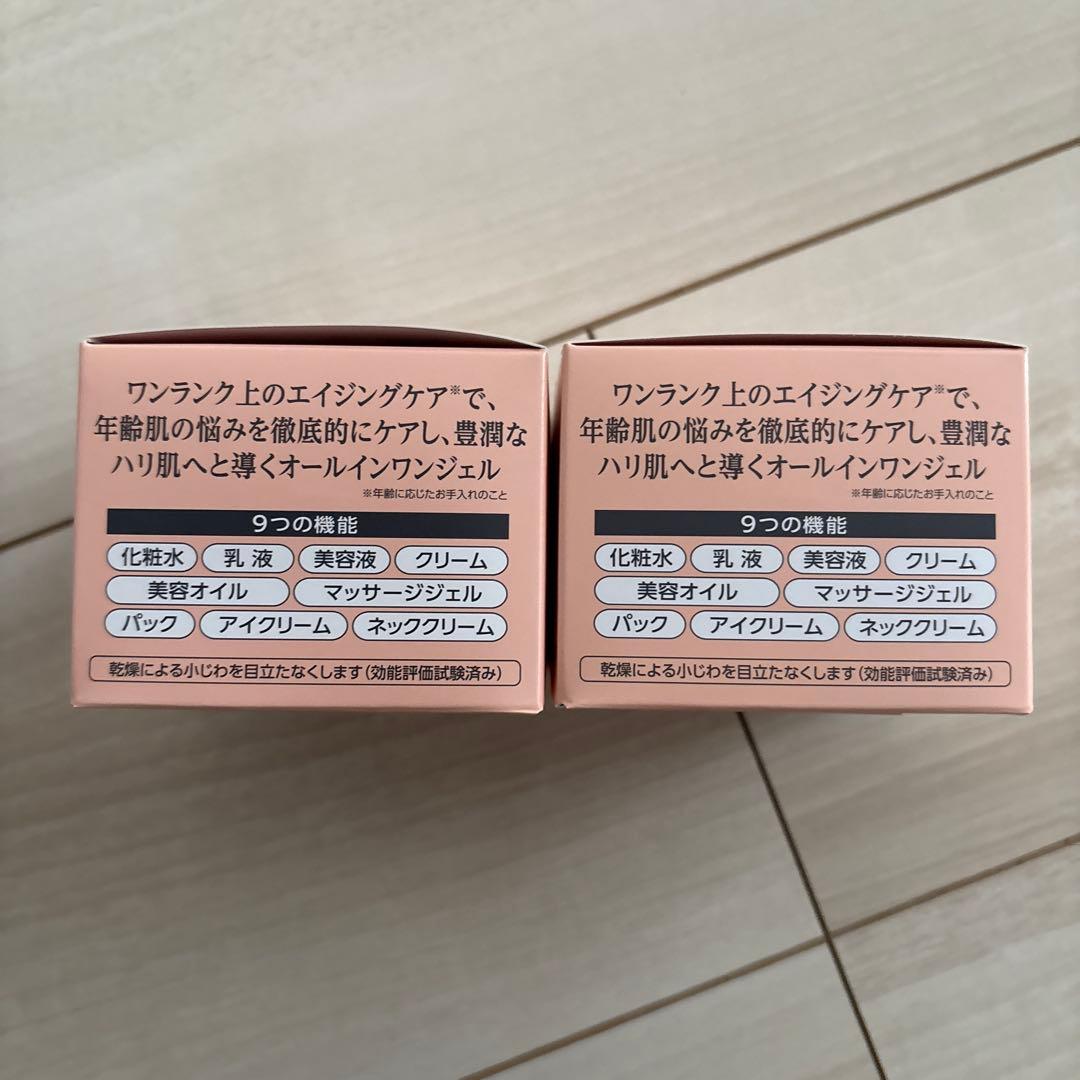 ワンランク上のエイジングケア※で、
年齢肌の悩みを徹底的にケアし、豊潤な
ハリ肌へと導くオールインワンジェル
※年齢に応じたお手入れのこと
9つの機能
化粧水 乳液 美容液 クリーム
美容オイル マッサージジェル
パック アイクリーム ネッククリーム
乾燥による小じわを目立たなくします(効能評価試験済み)
ワンランク上のエイジングケア※で、
年齢肌の悩みを徹底的にケアし、豊潤な
ハリ肌へと導くオールインワンジェル
※年齢に応じたお手入れのこと
9つの機能
化粧水 乳液 美容液 クリーム
美容オイル マッサージジェル
パック アイクリーム ネッククリーム
乾燥による小じわを目立たなくします(効能評価試験済み)